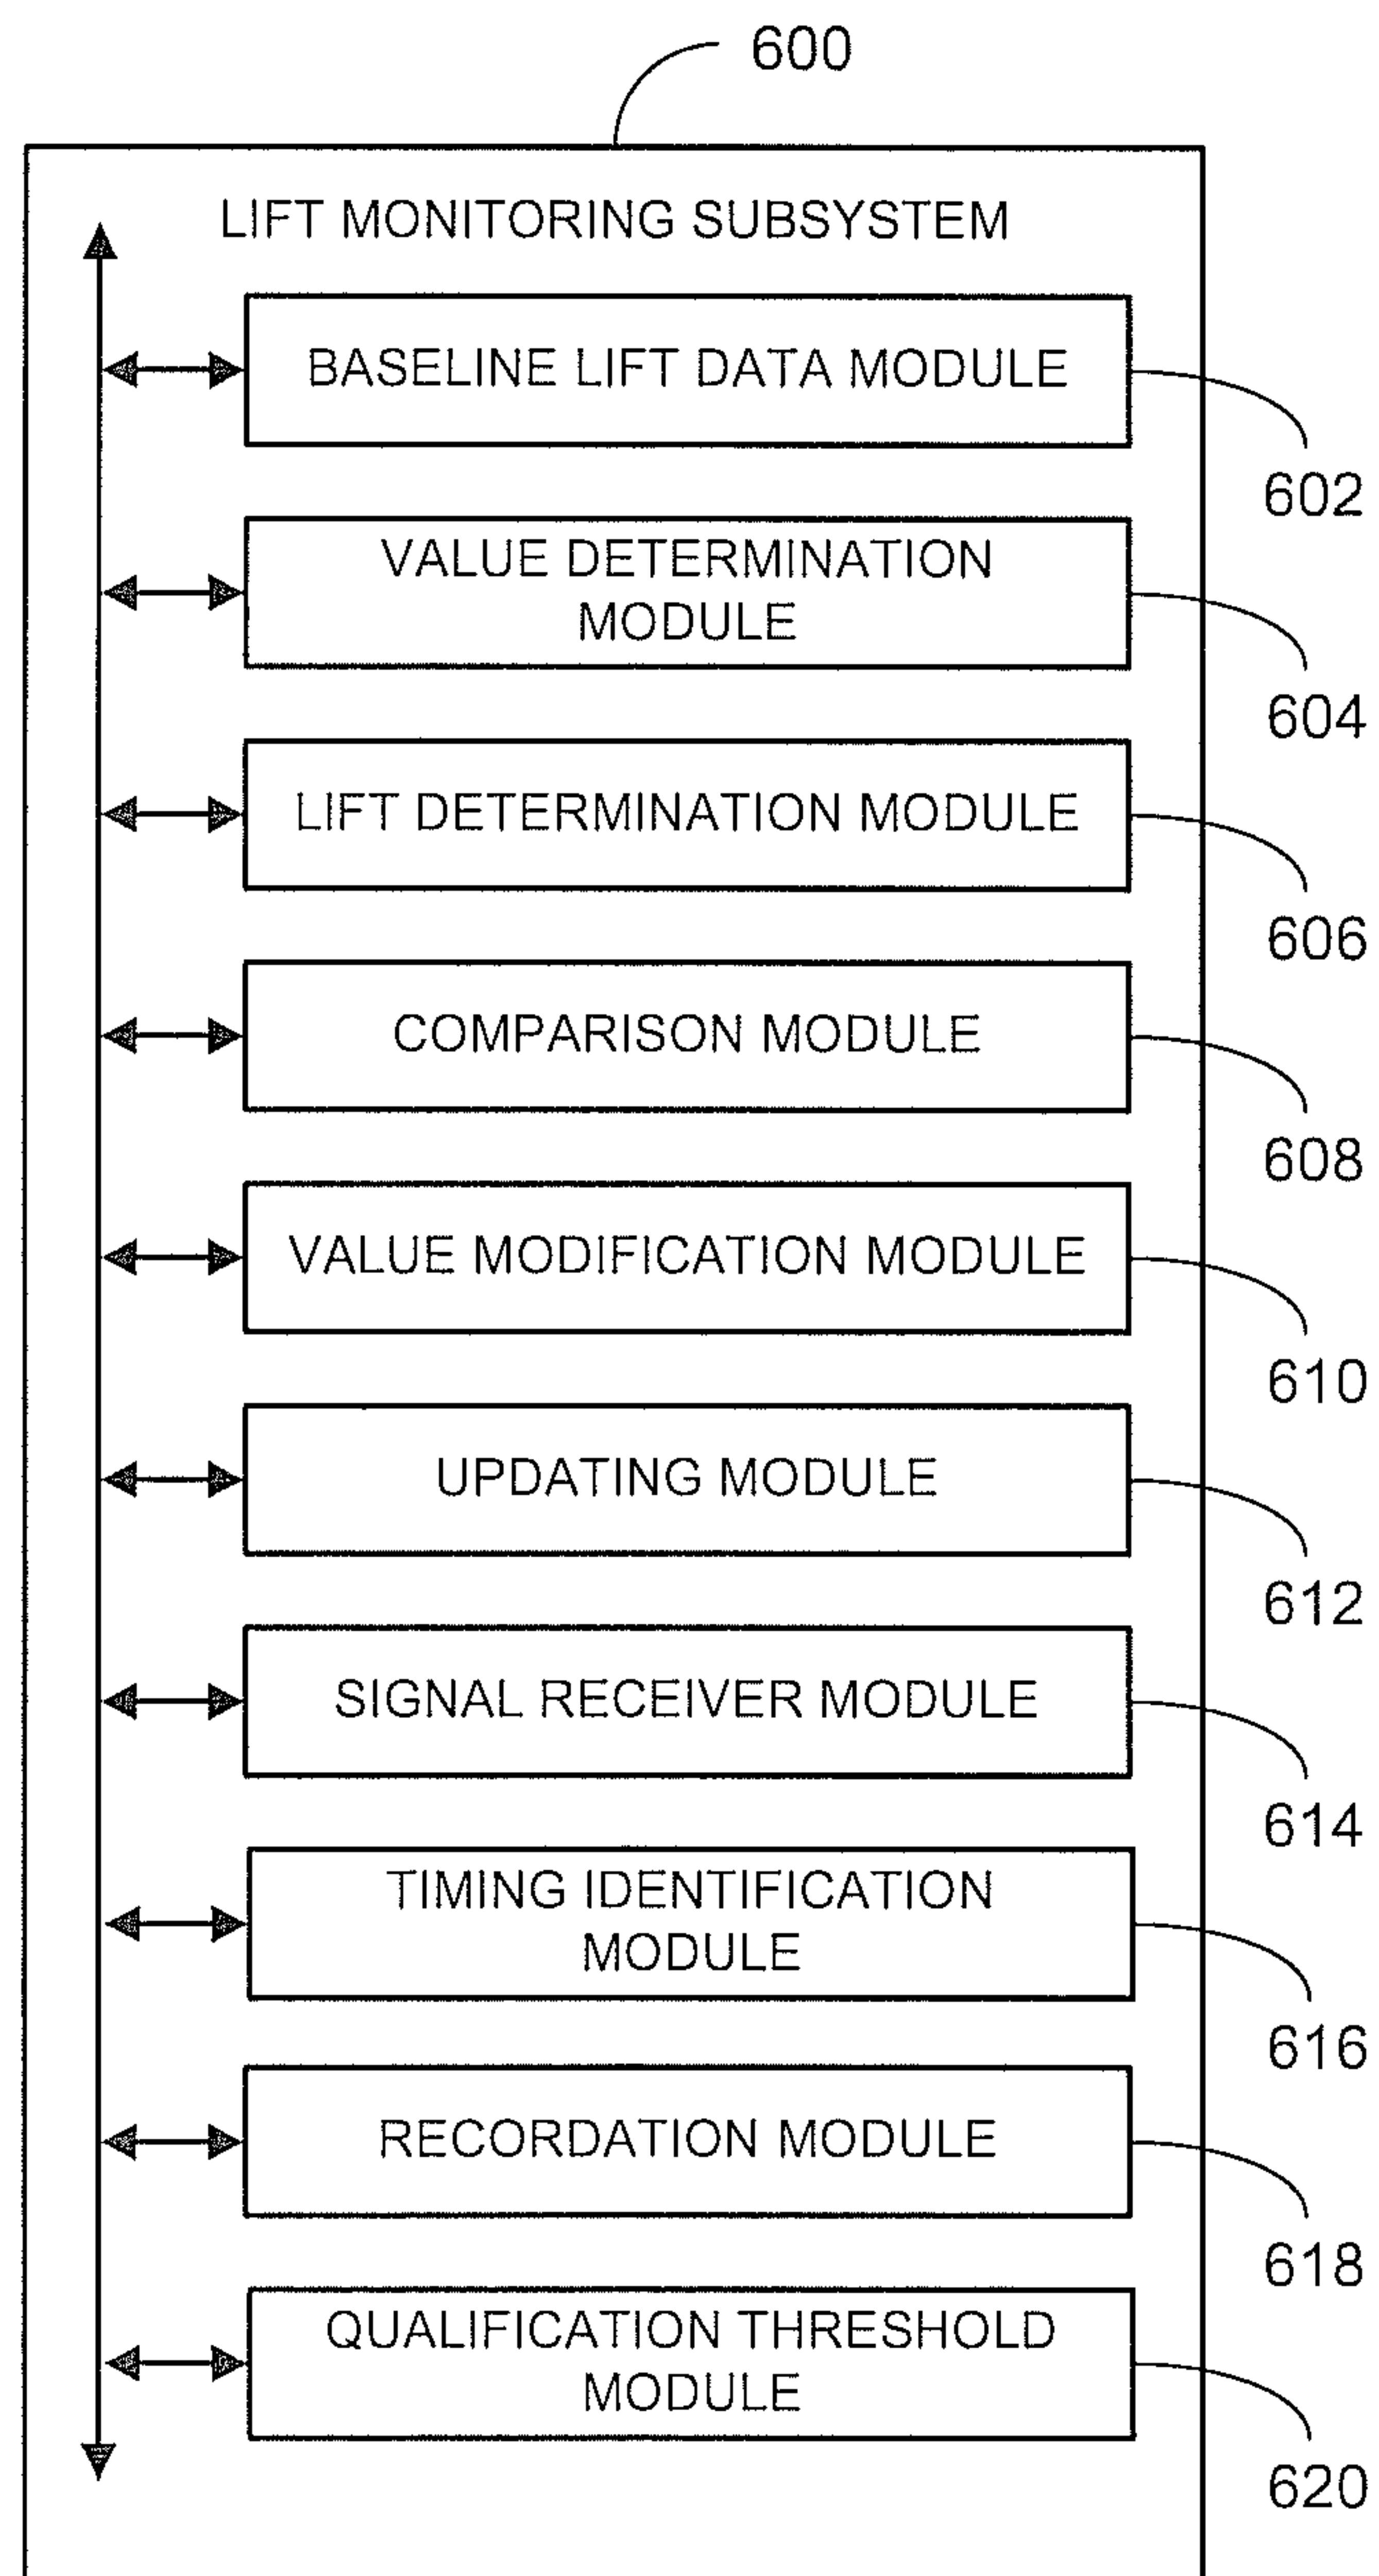 600
LIFT MONITORING SUBSYSTEM
BASELINE LIFT DATA MODULE
602
VALUE DETERMINATION
MODULE
604
LIFT DETERMINATION MODULE
606
COMPARISON MODULE
608
VALUE MODIFICATION MODULE
610
UPDATING MODULE
612
SIGNAL RECEIVER MODULE
614
TIMING IDENTIFICATION
MODULE
616
RECORDATION MODULE
618
QUALIFICATION THRESHOLD
MODULE
620